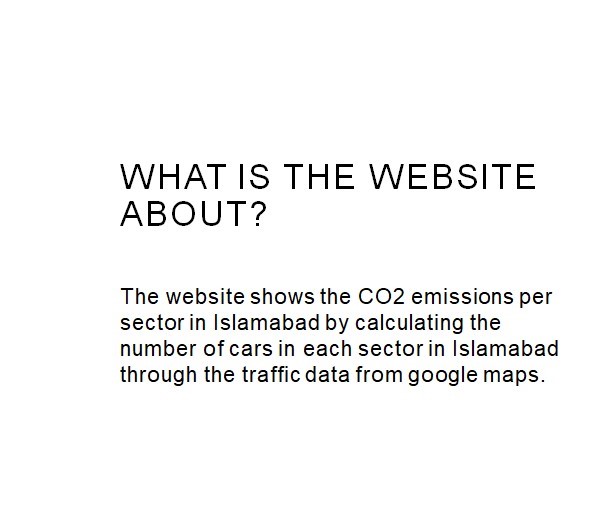 WHAT IS THE WEBSITE
ABOUT?
The website shows the CO2 emissions per
sector in Islamabad by calculating the
number of cars in each sector in Islamabad
through the traffic data from google maps.